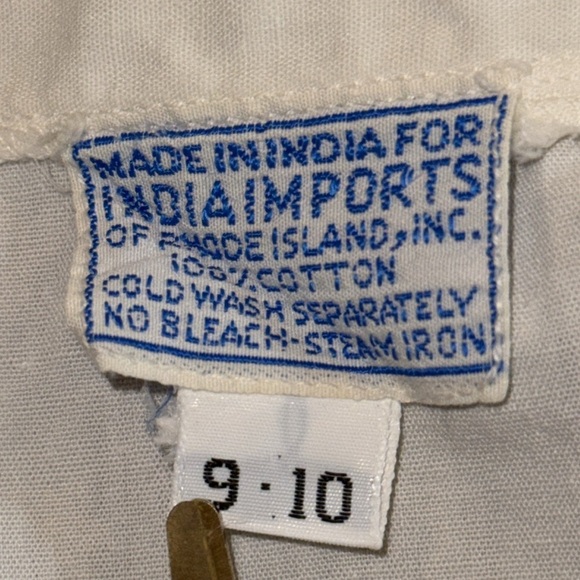 MADE IN INDIA FOR
INDIA IMPORTS
OF RHODE ISLAND, INC.
100% COTTON
COLD WASH SEPARATELY
NO BLEACH-STEAM IRON
9·10